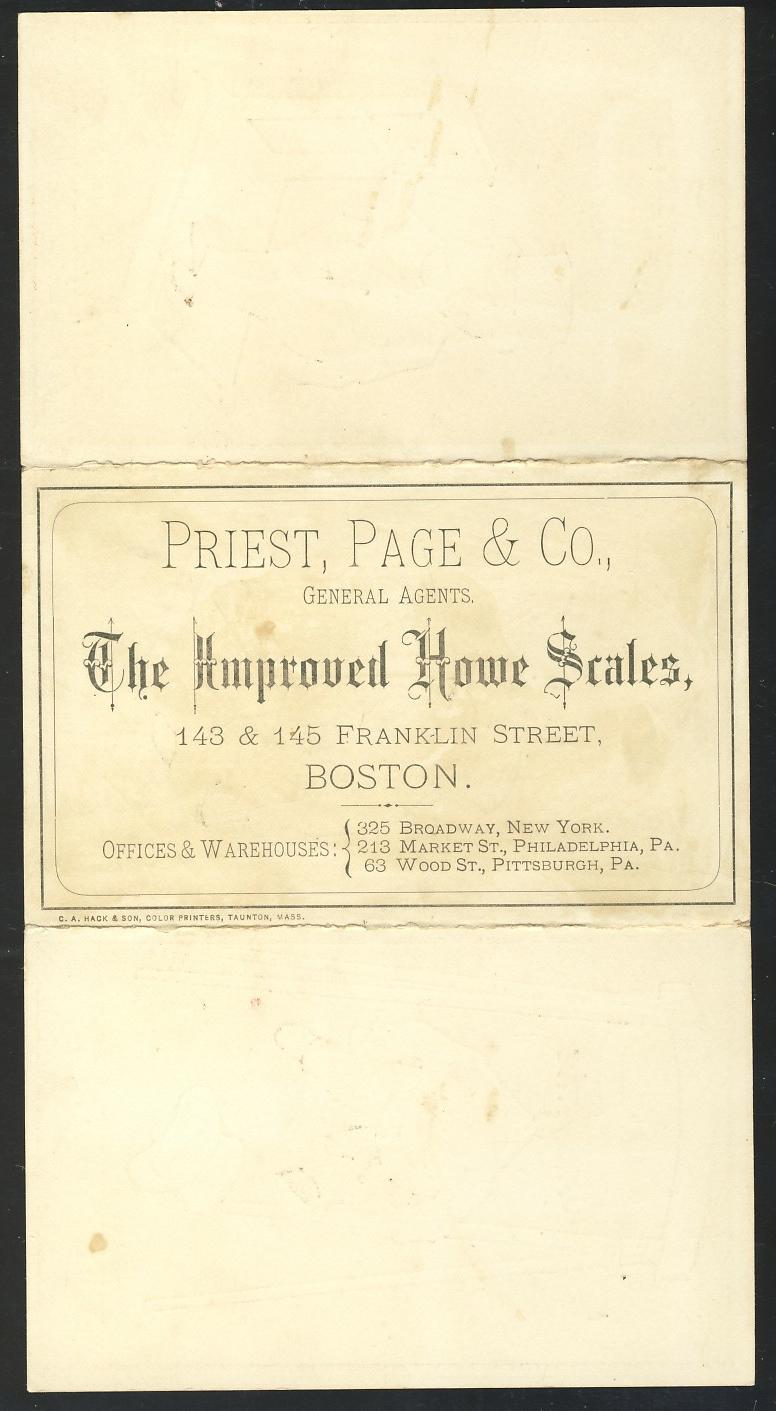 PRIEST, PAGE & CO.,
GENERAL AGENTS.
The Improved Howe Scales,
143 & 145 FRANKLIN STREET,
BOSTON.
OFFICES & WAREHOUSES:
325 BROADWAY, NEW YORK.
213 MARKET ST., PHILADELPHIA, PA.
63 WOOD ST., PITTSBURGH, PA.
C. A. HACK & SON, COLOR PRINTERS, TAUNTON, MASS.